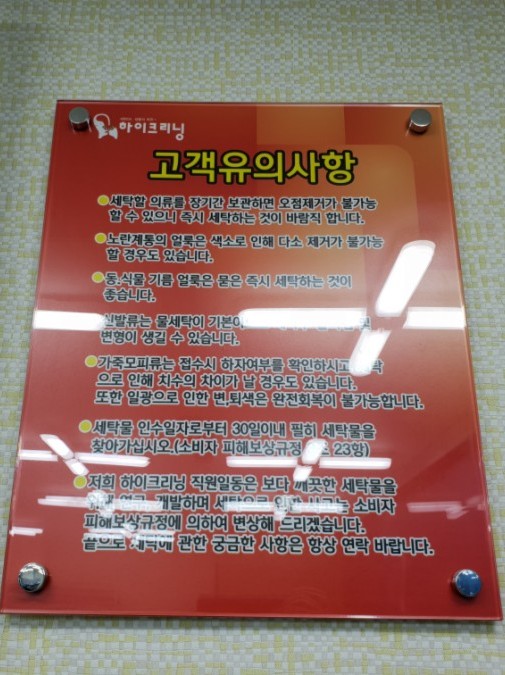 하이크리닝
고객유의사항
세탁할 의류를 장기간 보관하면 오점제거가 불가능
할 수 있으니 즉시 세탁하는 것이 바람직 합니다.
노란계통의 얼룩은 색소로 인해 다소 제거가 불가능
할 경우도 있습니다.
동.식물 기름 얼룩은 묻은 즉시 세탁하는 것이
좋습니다.
신발류는 물세탁이
변형이 생길 수 있습니다.
가죽모피류는 접수시 하자여부를 확인하시고
으로 인해 치수의 차이가 날 경우도 있습니다.
또한 일광으로 인한 변,퇴색은 완전회복이 불가능합니다.
세탁물 인수일자로부터 30일이내 필히 세탁물을
찾아가십시오.(소비자 피해보상규정 23항)
저희 하이크리닝 직원일동은 보다 깨끗한 세탁물을
개발하며 소비자
피해보상규정에 의하여 변상해 드리겠습니다.
끝으로 세탁에 관한 궁금한 사항은 항상 연락 바랍니다.